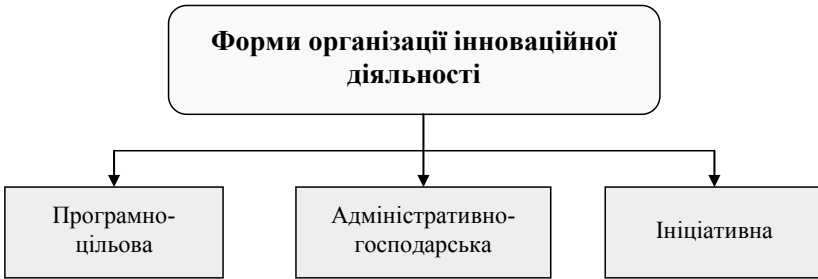 Форми організації інноваційної
діяльності
Програмно-
цільова
Адміністративно-
господарська
Ініціативна